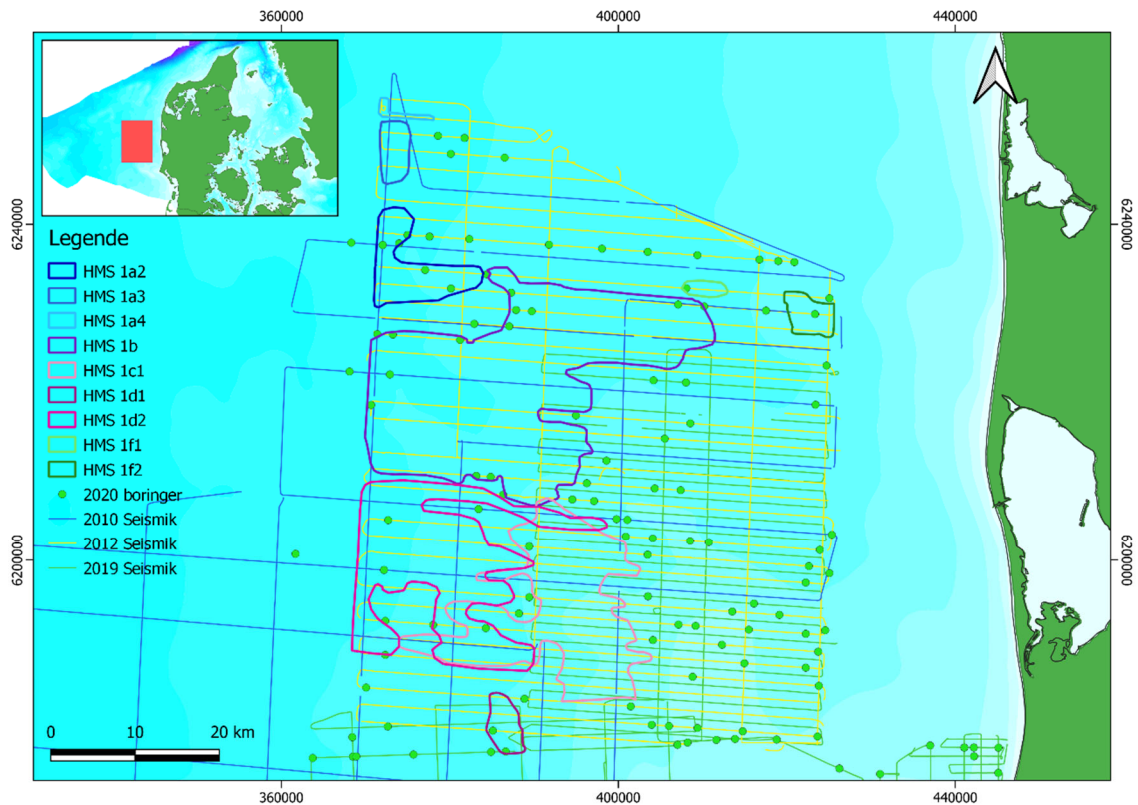 360000 400000 440000
6240000 6240000
Legende
HMS 1a2
HMS 1a3
HMS 1a4
HMS 1b
HMS 1c1
HMS 1d1
HMS 1d2
HMS 1f1
HMS 1f2
2020 boringer
2010 Seismik
2012 Seismik
2019 Seismik
6200000 6200000
0 10 20 km
360000 400000 440000